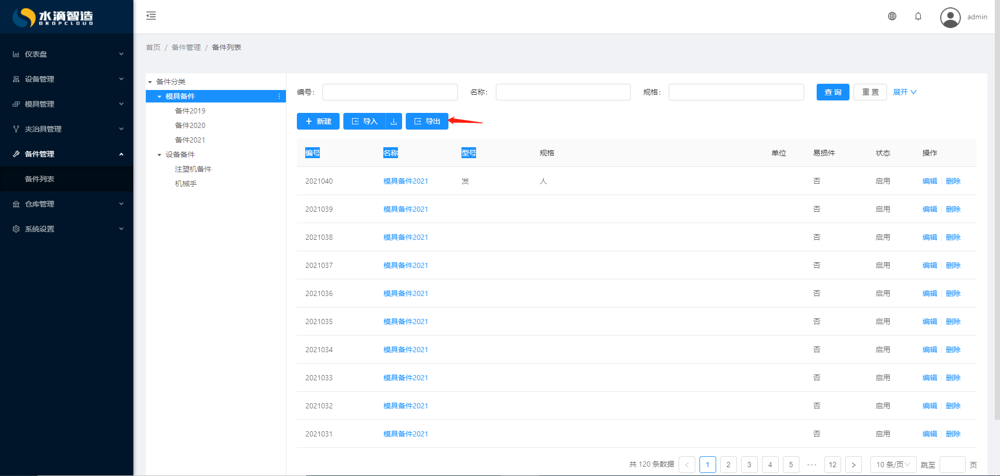 水滴智造
DROPCLOUD
admin
仪表盘
设备管理
模具管理
夹治具管理
备件管理
备件列表
仓库管理
系统设置
首页 / 备件管理 / 备件列表
备件分类
模具备件
备件2019
备件2020
备件2021
设备备件
注塑机备件
机械手
编号： 名称： 规格： 查 询 重 置 展开
新建 导入 导出
编号 名称 型号 规格 单位 易损件 状态 操作
2021040 模具备件2021 发 人 否 启用 编辑 删除
2021039 模具备件2021 否 启用 编辑 删除
2021038 模具备件2021 否 启用 编辑 删除
2021037 模具备件2021 否 启用 编辑 删除
2021036 模具备件2021 否 启用 编辑 删除
2021035 模具备件2021 否 启用 编辑 删除
2021034 模具备件2021 否 启用 编辑 删除
2021033 模具备件2021 否 启用 编辑 删除
2021032 模具备件2021 否 启用 编辑 删除
2021031 模具备件2021 否 启用 编辑 删除
共 120 条数据 < 1 2 3 4 5 ••• 12 > 10 条/页 跳至 页